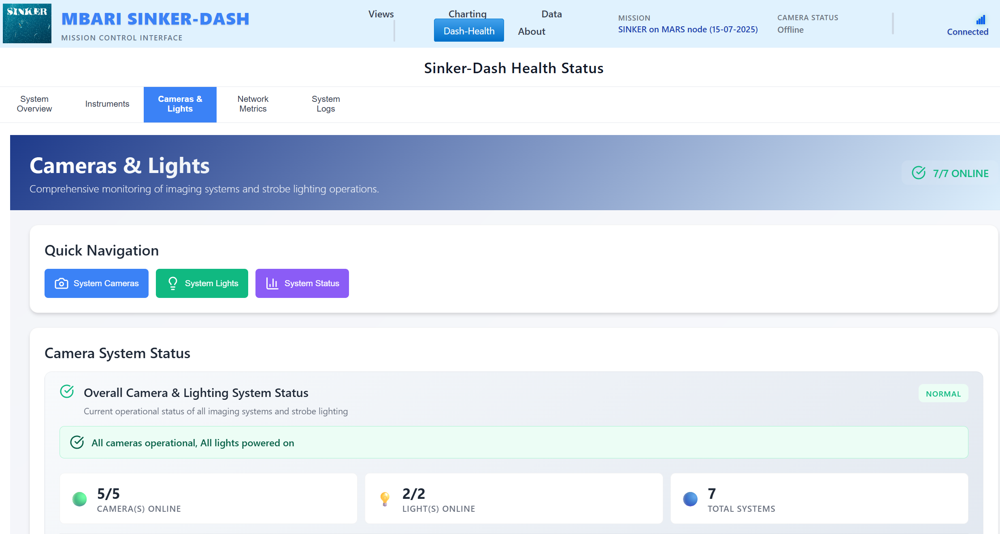 SINKER
MBARI SINKER-DASH
MISSION CONTROL INTERFACE
Views
Charting
Data
Dash-Health
About
MISSION
SINKER on MARS node (15-07-2025)
CAMERA STATUS
Offline
Connected
Sinker-Dash Health Status
System
Overview
Instruments
Cameras &
Lights
Network
Metrics
System
Logs
Cameras & Lights
Comprehensive monitoring of imaging systems and strobe lighting operations.
7/7 ONLINE
Quick Navigation
System Cameras
System Lights
System Status
Camera System Status
Overall Camera & Lighting System Status
NORMAL
Current operational status of all imaging systems and strobe lighting
All cameras operational, All lights powered on
5/5
CAMERA(S) ONLINE
2/2
LIGHT(S) ONLINE
7
TOTAL SYSTEMS